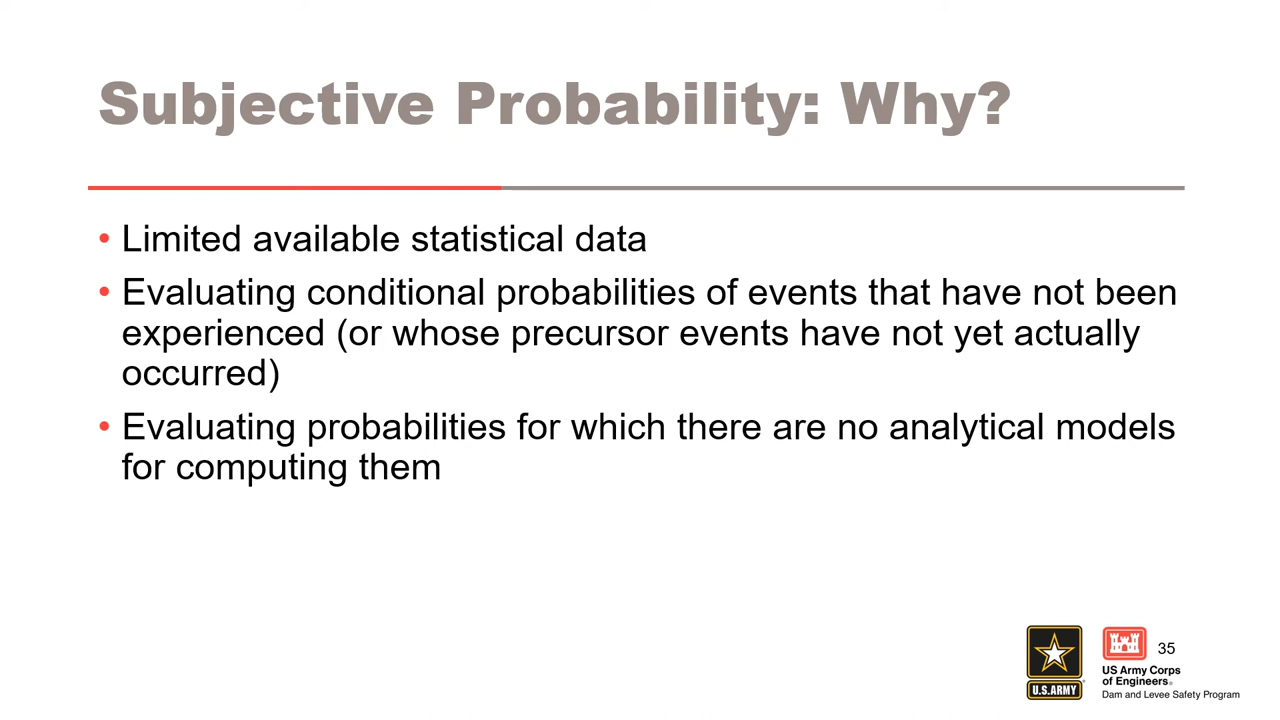 Subjective Probability: Why?
• Limited available statistical data
• Evaluating conditional probabilities of events that have not been
experienced (or whose precursor events have not yet actually
occurred)
• Evaluating probabilities for which there are no analytical models
for computing them
35
U.S.ARMY
US Army Corps
of Engineers®
Dam and Levee Safety Program